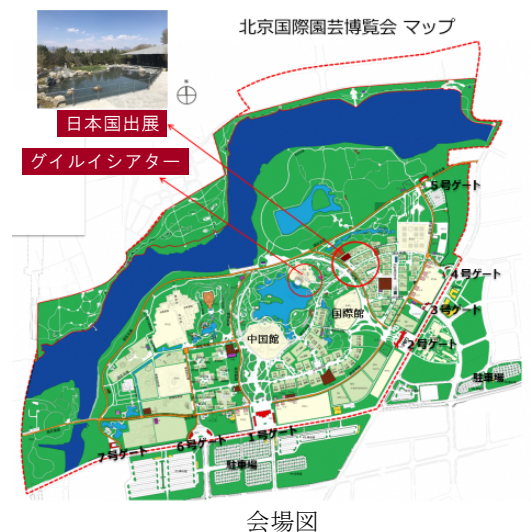 北京国際園芸博覧会 マップ
日本国出展
グイルイシアター
5号ゲート
4号ゲート
3号ゲート
国際館
中国館
2号ゲート
駐車場
1号ゲート
6号ゲート
7号ゲート
駐車場
会場図